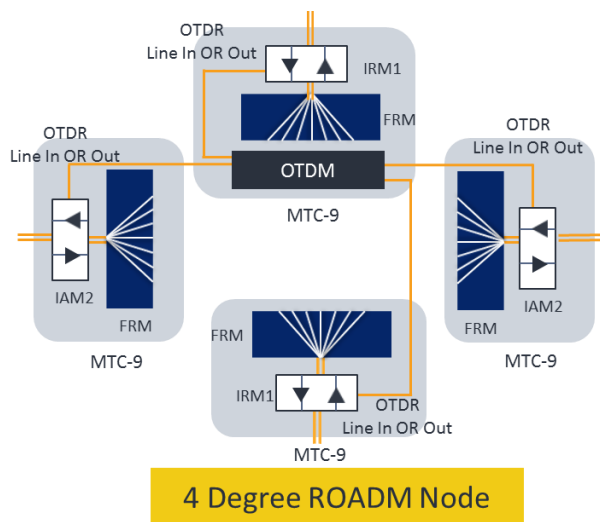 OTDR
Line In OR Out
IRM1
FRM
OTDM
MTC-9
OTDR
Line In OR Out
IAM2
FRM
MTC-9
OTDR
Line In OR Out
FRM
IAM2
MTC-9
FRM
IRM1
OTDR
Line In OR Out
MTC-9
4 Degree ROADM Node